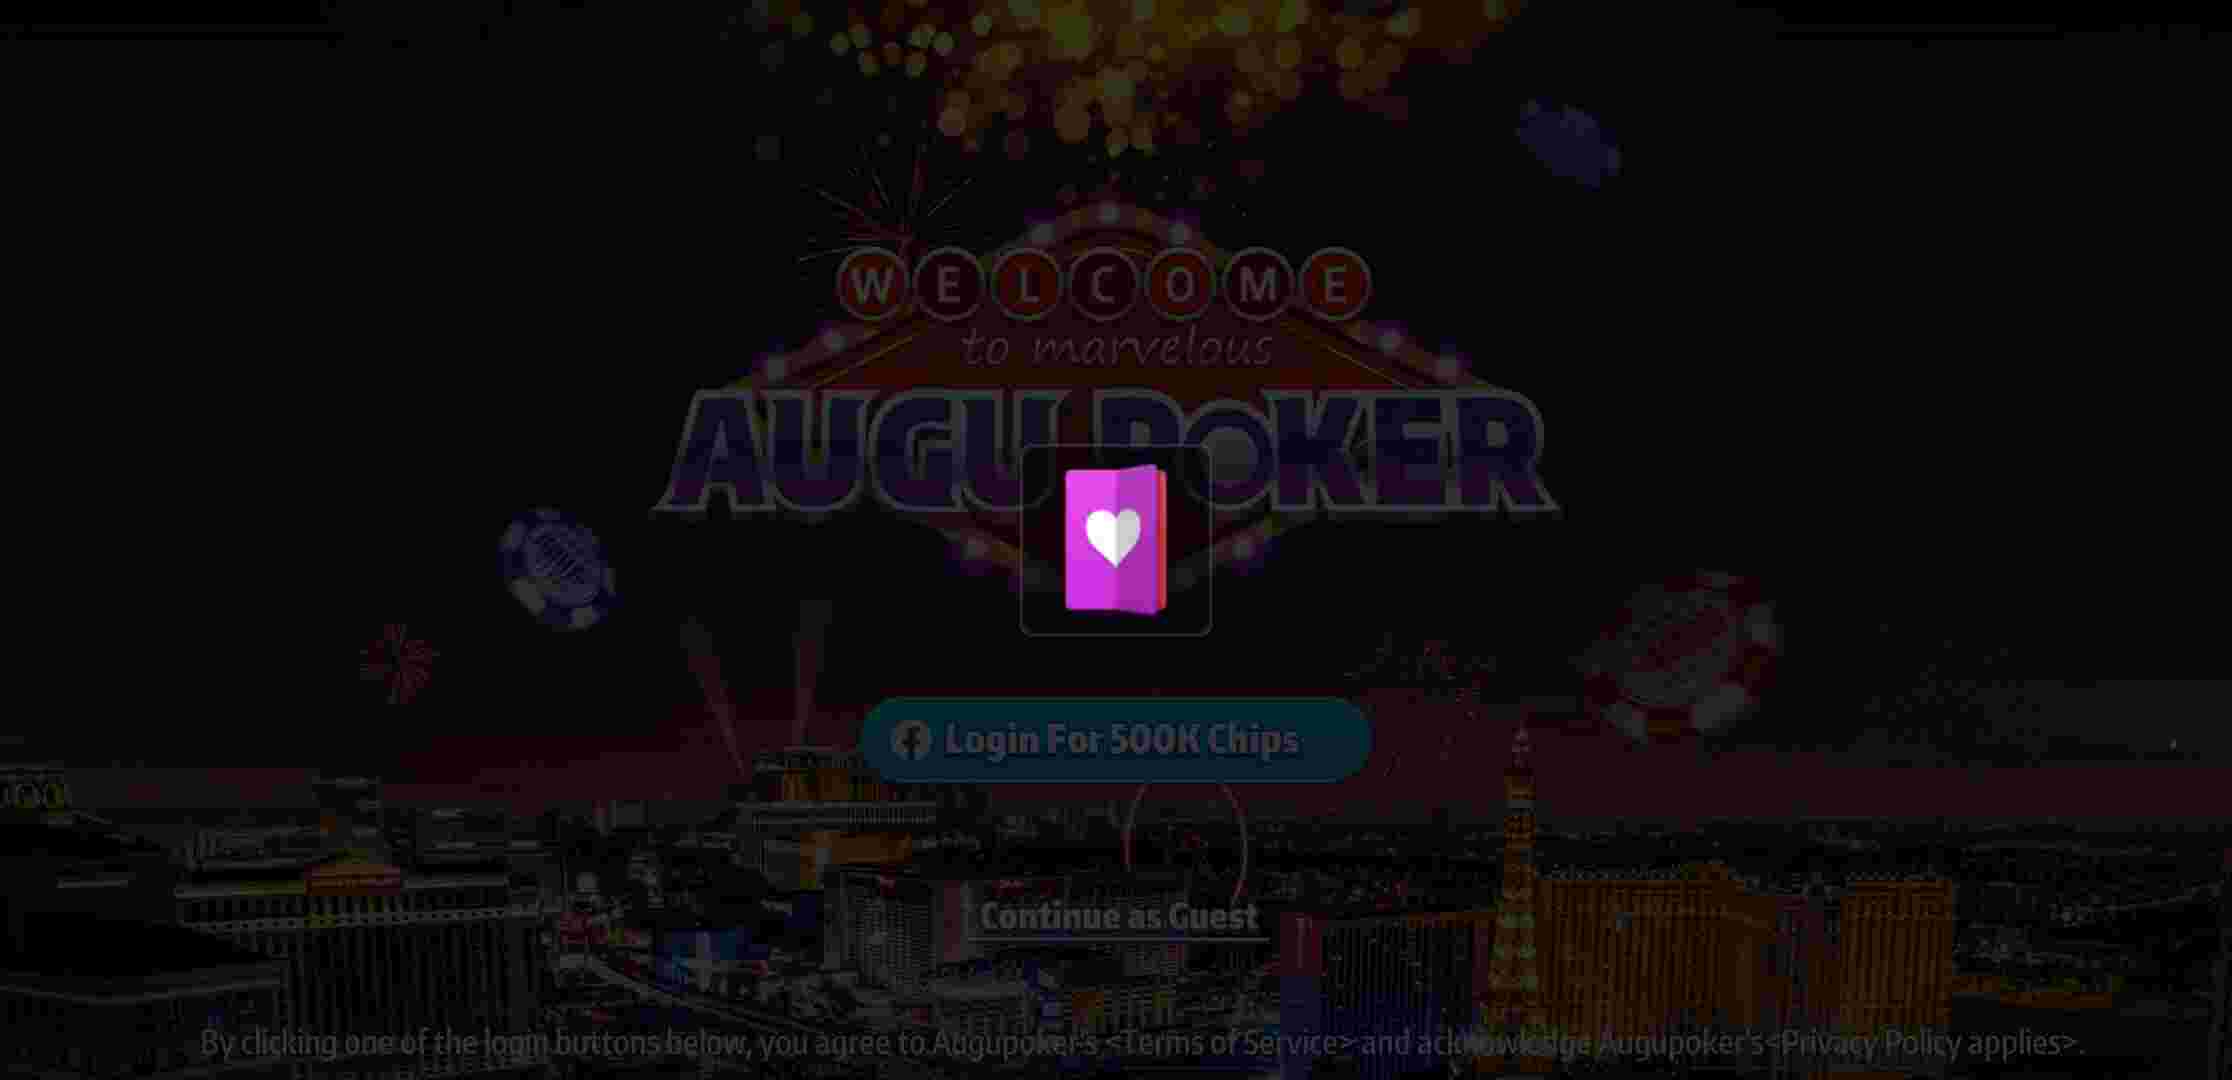 WELCOME
to marvelous
AUGU POKER
Login For 500K Chips
Continue as Guest
By clicking one of the login buttons below, you agree to Augupoker's <Terms of Service> and acknowledge Augupoker's<Privacy Policy applies>.